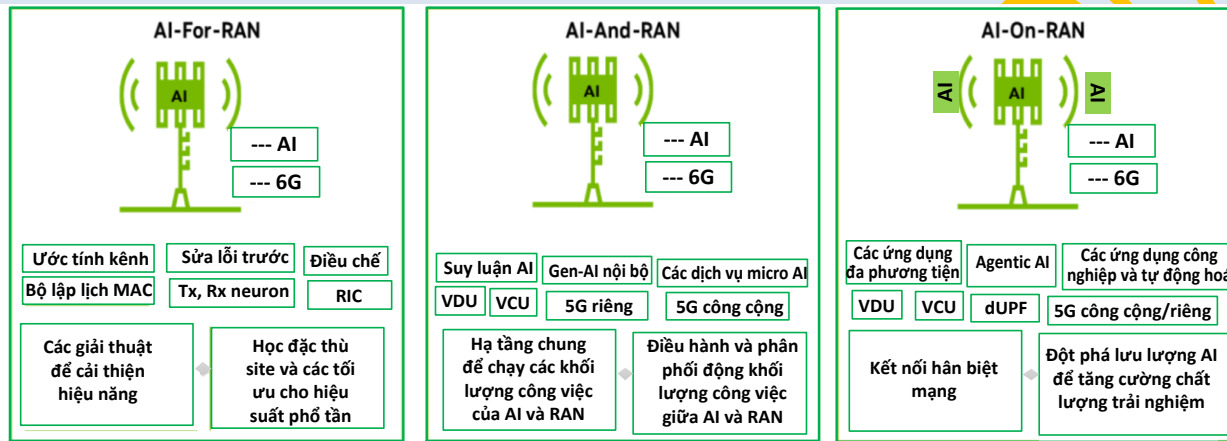 AI-For-RAN
AI
--- AI
--- 6G
Ước tính kênh
Sửa lỗi trước
Điều chế
Bộ lập lịch MAC
Tx, Rx neuron
RIC
Các giải thuật
để cải thiện
hiệu năng
Học đặc thù
site và các tối
ưu cho hiệu
suất phổ tần
AI-And-RAN
AI
--- AI
--- 6G
Suy luận AI
Gen-AI nội bộ
Các dịch vụ micro AI
VDU
VCU
5G riêng
5G công cộng
Hạ tầng chung
để chạy các khối
lượng công việc
của AI và RAN
Điều hành và phân
phối động khối
lượng công việc
giữa AI và RAN
AI-On-RAN
AI
AI
AI
--- AI
--- 6G
Các ứng dụng
đa phương tiện
Agentic AI
Các ứng dụng công
nghiệp và tự động hoá
VDU
VCU
dUPF
5G công cộng/riêng
Kết nối hân biệt
mạng
Đột phá lưu lượng AI
để tăng cường chất
lượng trải nghiệm